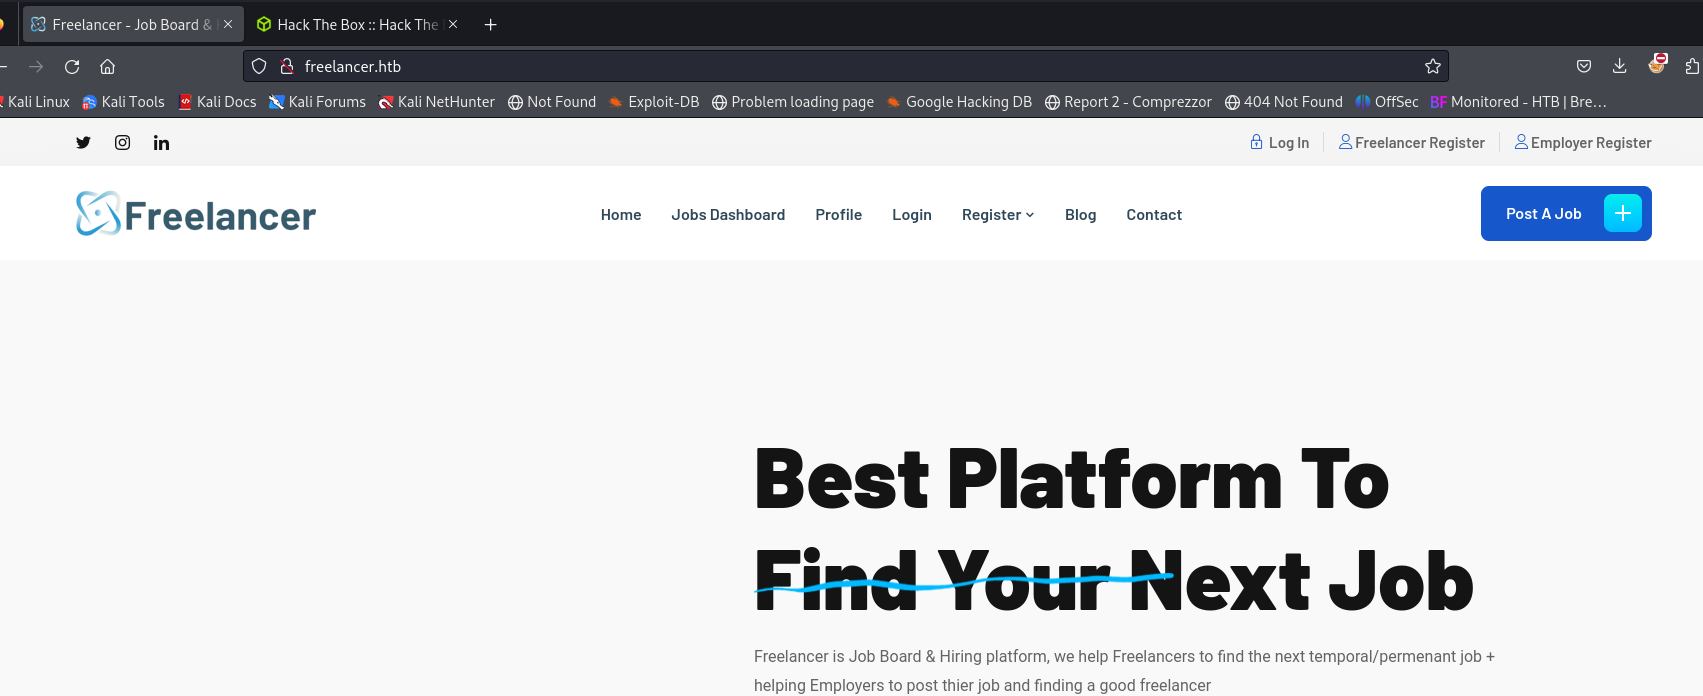 Freelancer - Job Board &
Hack The Box :: Hack The
freelancer.htb
Kali Linux Kali Tools Kali Docs Kali Forums Kali NetHunter Not Found Exploit-DB Problem loading page Google Hacking DB Report 2 - Comprezzor 404 Not Found OffSec BF Monitored - HTB | Bre…
Log In Freelancer Register Employer Register
Freelancer
Home Jobs Dashboard Profile Login Register Blog Contact
Post A Job
Best Platform To
Find Your Next Job
Freelancer is Job Board & Hiring platform, we help Freelancers to find the next temporal/permenant job +
helping Employers to post thier job and finding a good freelancer